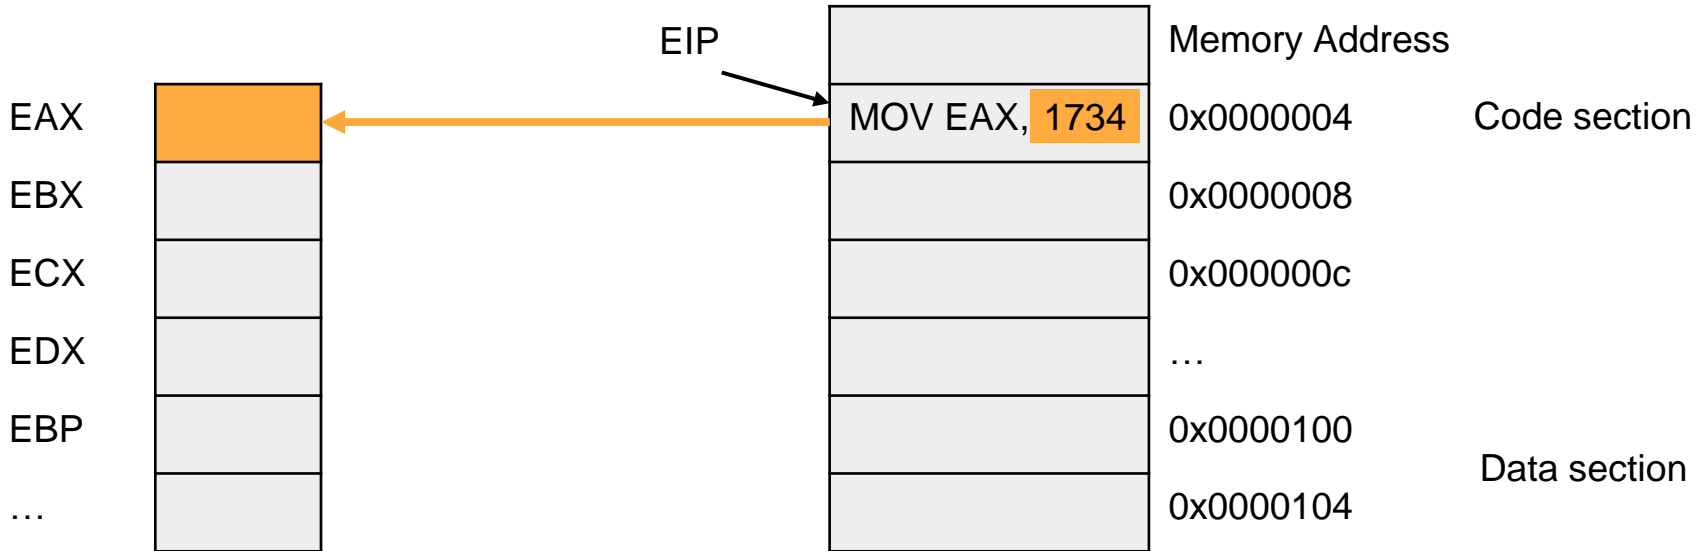 EIP
Memory Address
EAX
MOV EAX, 1734
0x0000004
Code section
EBX
0x0000008
ECX
0x000000c
EDX
…
EBP
0x0000100
Data section
…
0x0000104